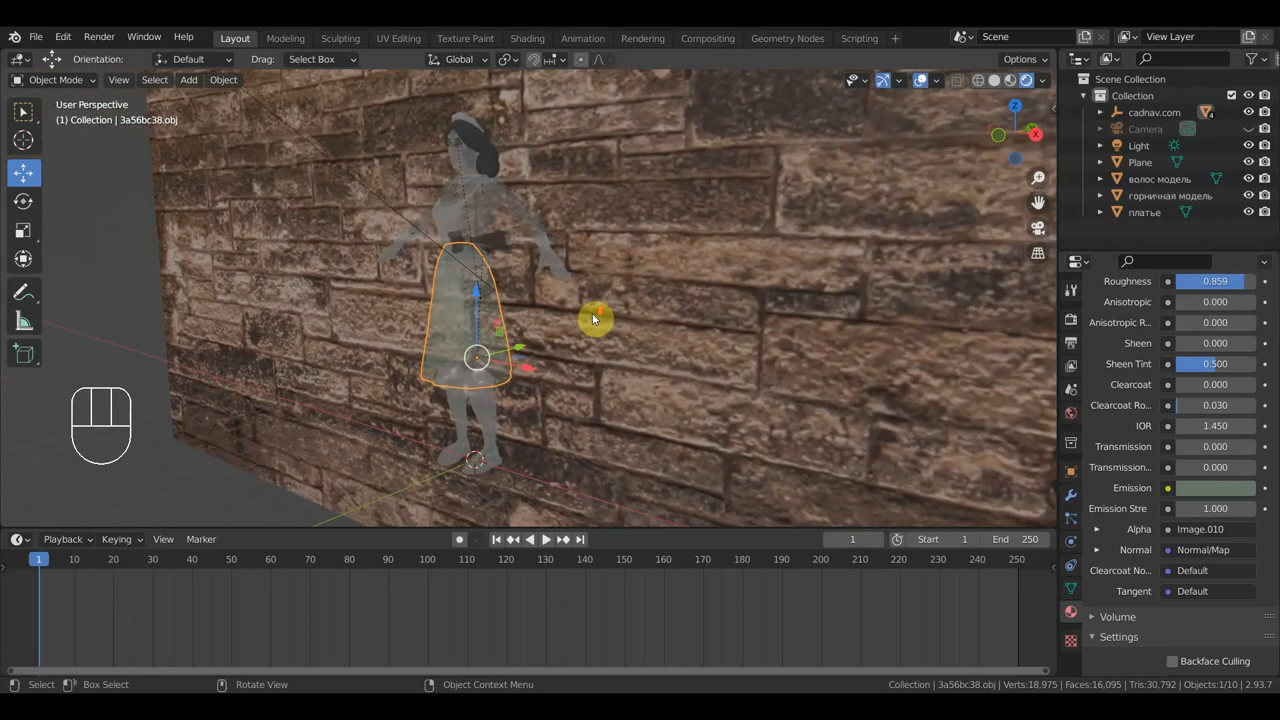 File Edit Render Window Help Layout Modeling Sculpting UV Editing Texture Paint Shading Animation Rendering Compositing Geometry Nodes Scripting + Scene View Layer
Orientation: Default Drag: Select Box Global Options
Object Mode View Select Add Object
User Perspective
(1) Collection | 3a56bc38.obj
Z
X
Scene Collection
Collection
cadnav.com 4
Camera
Light
Plane
волос модель
горничная модель
платье
Roughness 0.859
Anisotropic 0.000
Anisotropic R... 0.000
Sheen 0.000
Sheen Tint 0.500
Clearcoat 0.000
Clearcoat Ro... 0.030
IOR 1.450
Transmission 0.000
Transmission... 0.000
Emission
Emission Stre 1.000
Alpha Image.010
Normal Normal/Map
Clearcoat No... Default
Tangent Default
Volume
Settings
Backface Culling
Playback Keying View Marker 1 Start 1 End 250
1 10 20 30 40 50 60 70 80 90 100 110 120 130 140 150 160 170 180 190 200 210 220 230 240 250
Select Box Select Rotate View Object Context Menu Collection | 3a56bc38.obj | Verts:18,975 | Faces:16,095 | Tris:30,792 | Objects:1/10 | 2.93.7